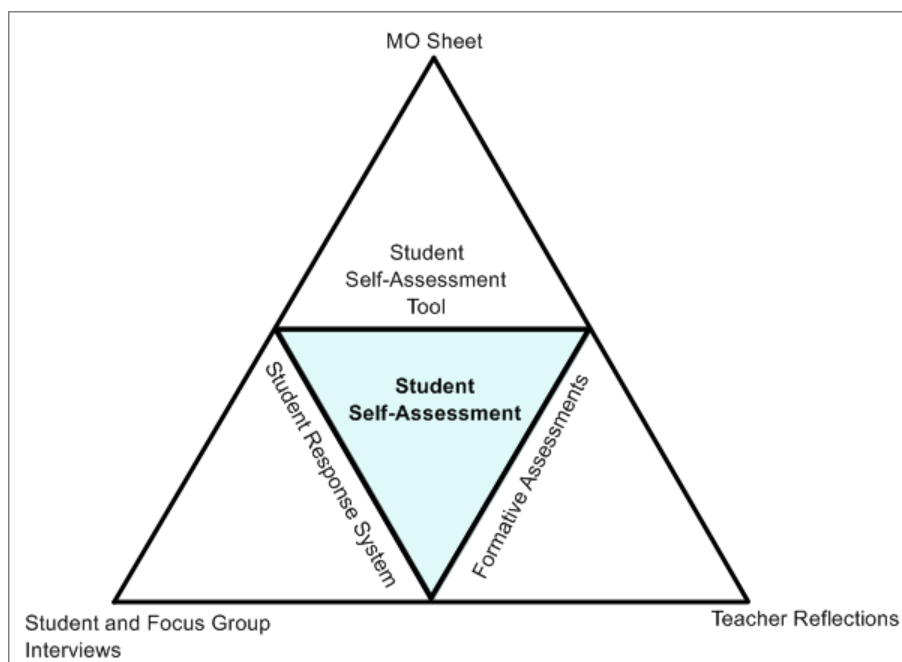 MO Sheet
Student
Self-Assessment
Tool
Student
Self-Assessment
Student Response System
Formative Assessments
Student and Focus Group
Interviews
Teacher Reflections